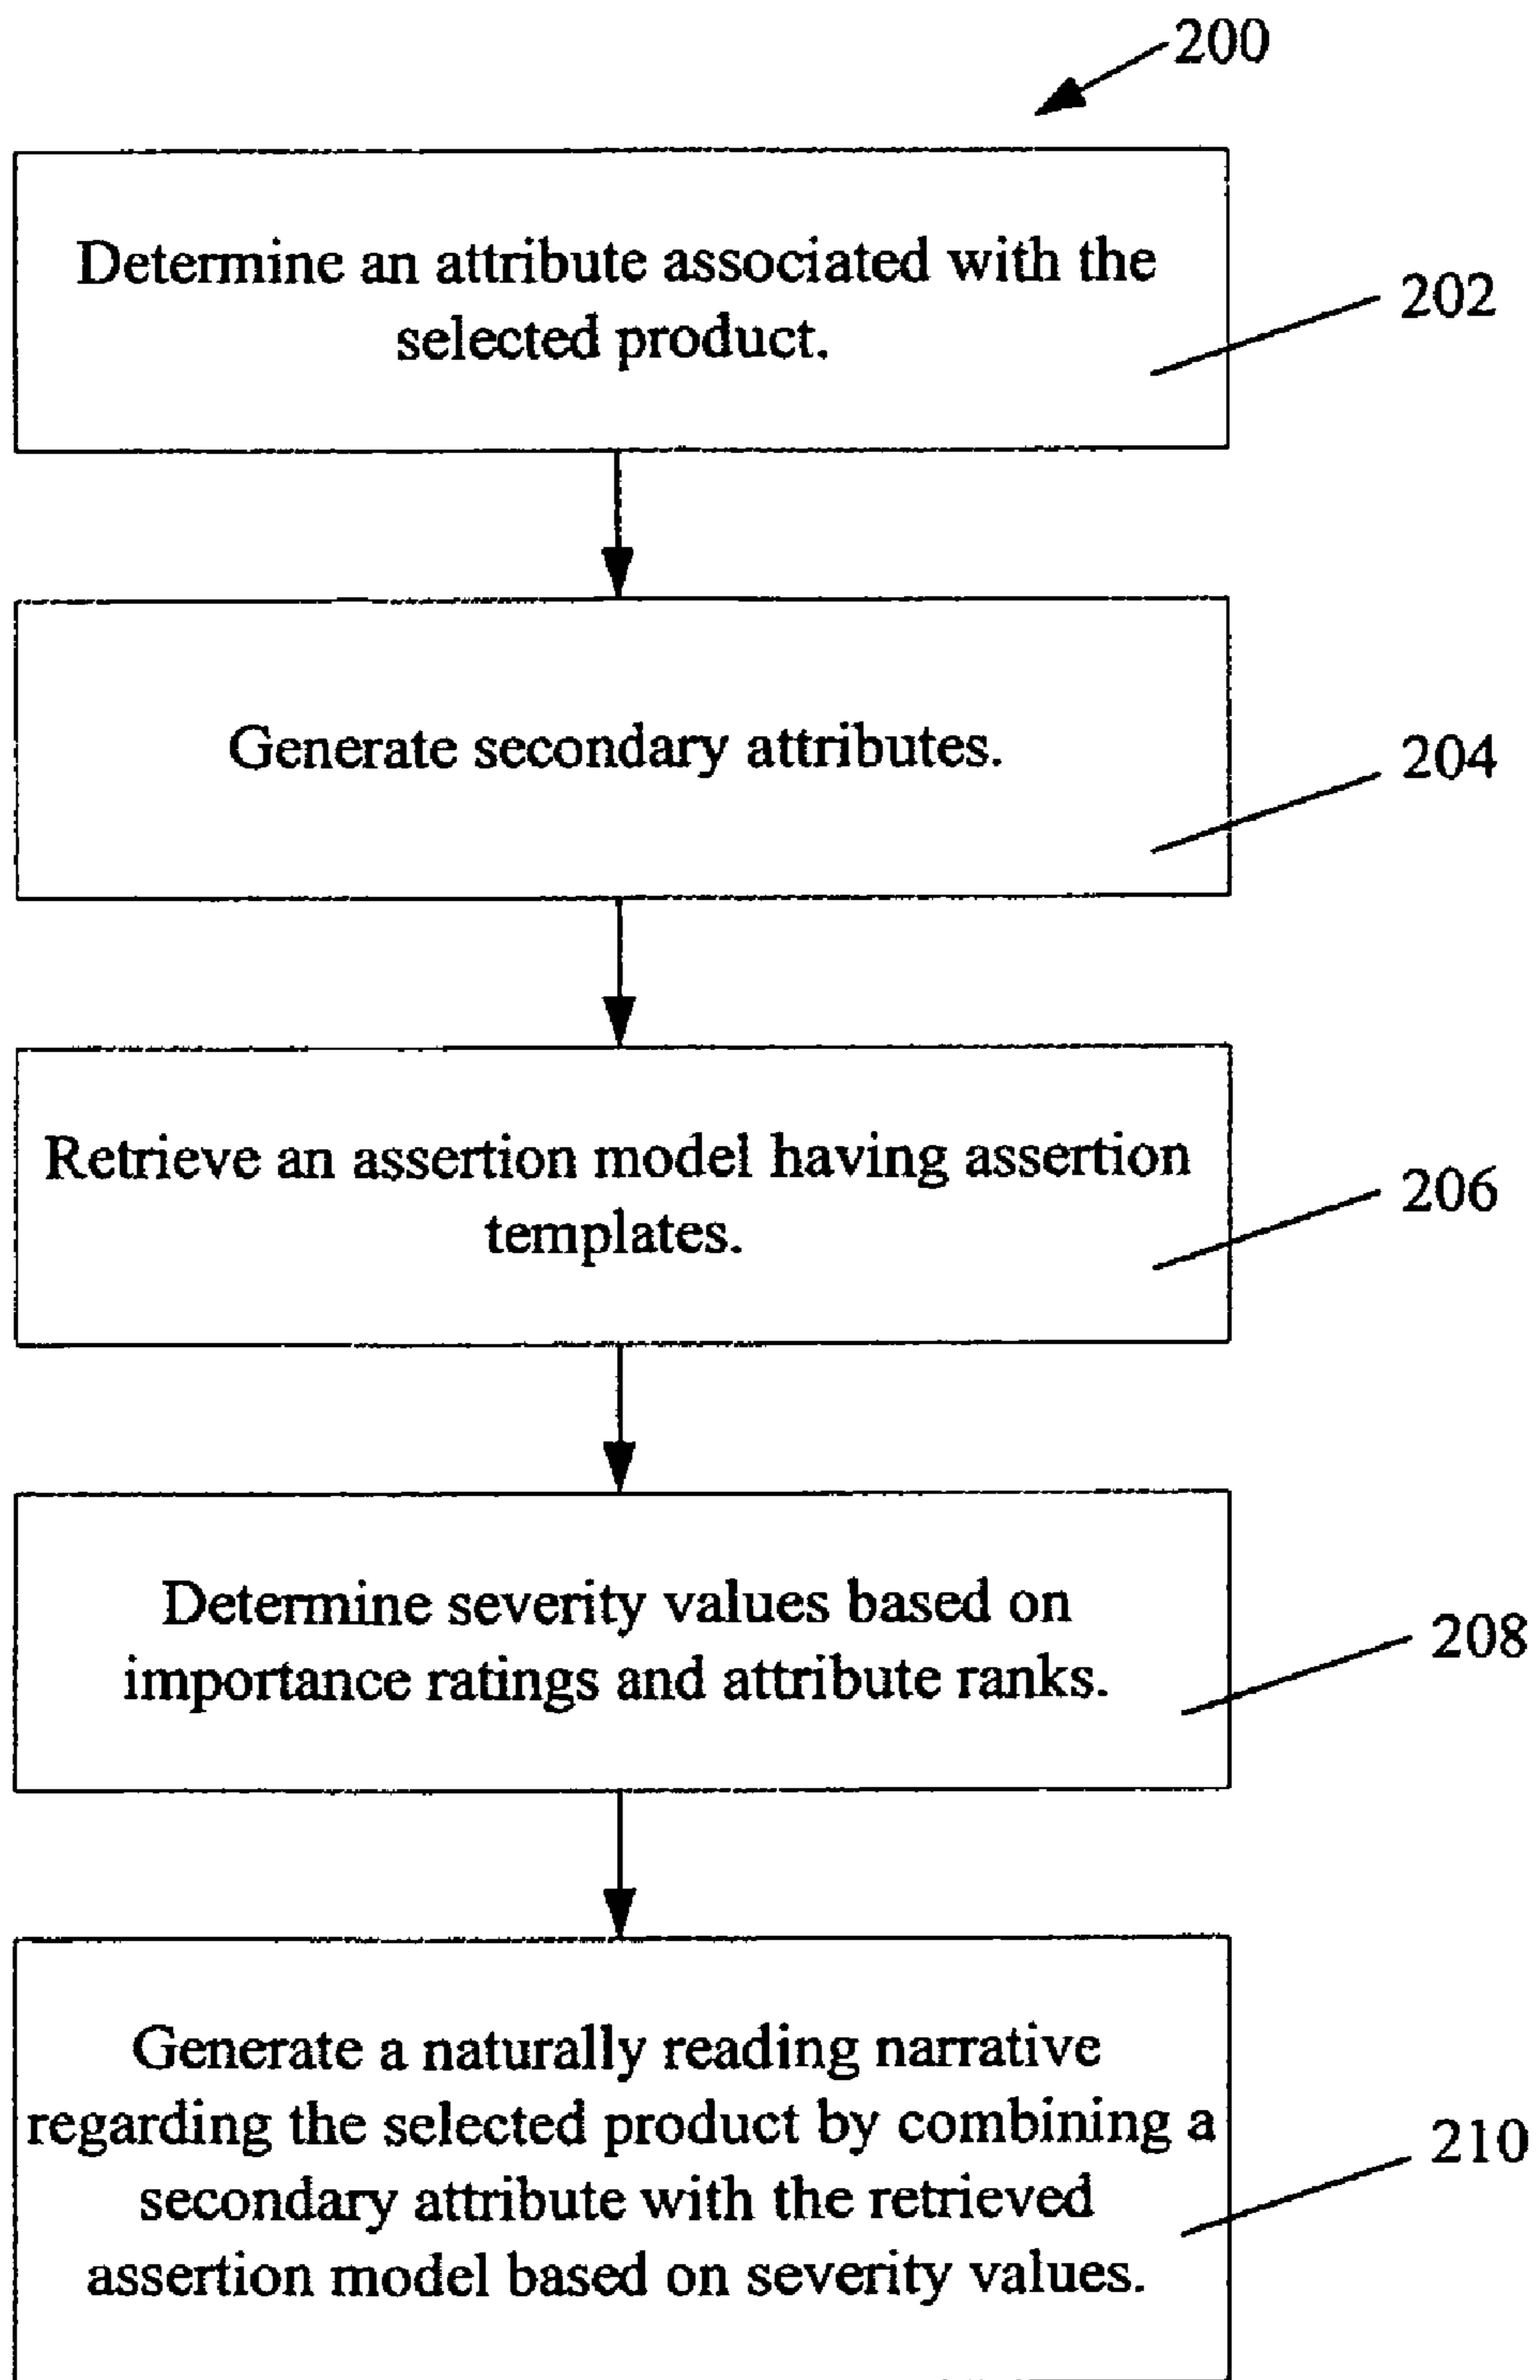 200
Determine an attribute associated with the
selected product.
202
Generate secondary attributes.
204
Retrieve an assertion model having assertion
templates.
206
Determine severity values based on
importance ratings and attribute ranks.
208
Generate a naturally reading narrative
regarding the selected product by combining a
secondary attribute with the retrieved
assertion model based on severity values.
210